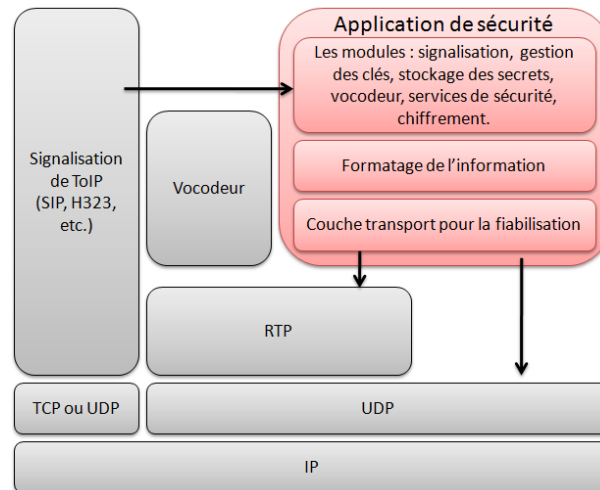 Application de sécurité
Les modules : signalisation, gestion
des clés, stockage des secrets,
vocodeur, services de sécurité,
chiffrement.
Signalisation
de ToIP
(SIP, H323,
etc.)
Vocodeur
Formatage de l'information
Couche transport pour la fiabilisation
RTP
TCP ou UDP
UDP
IP